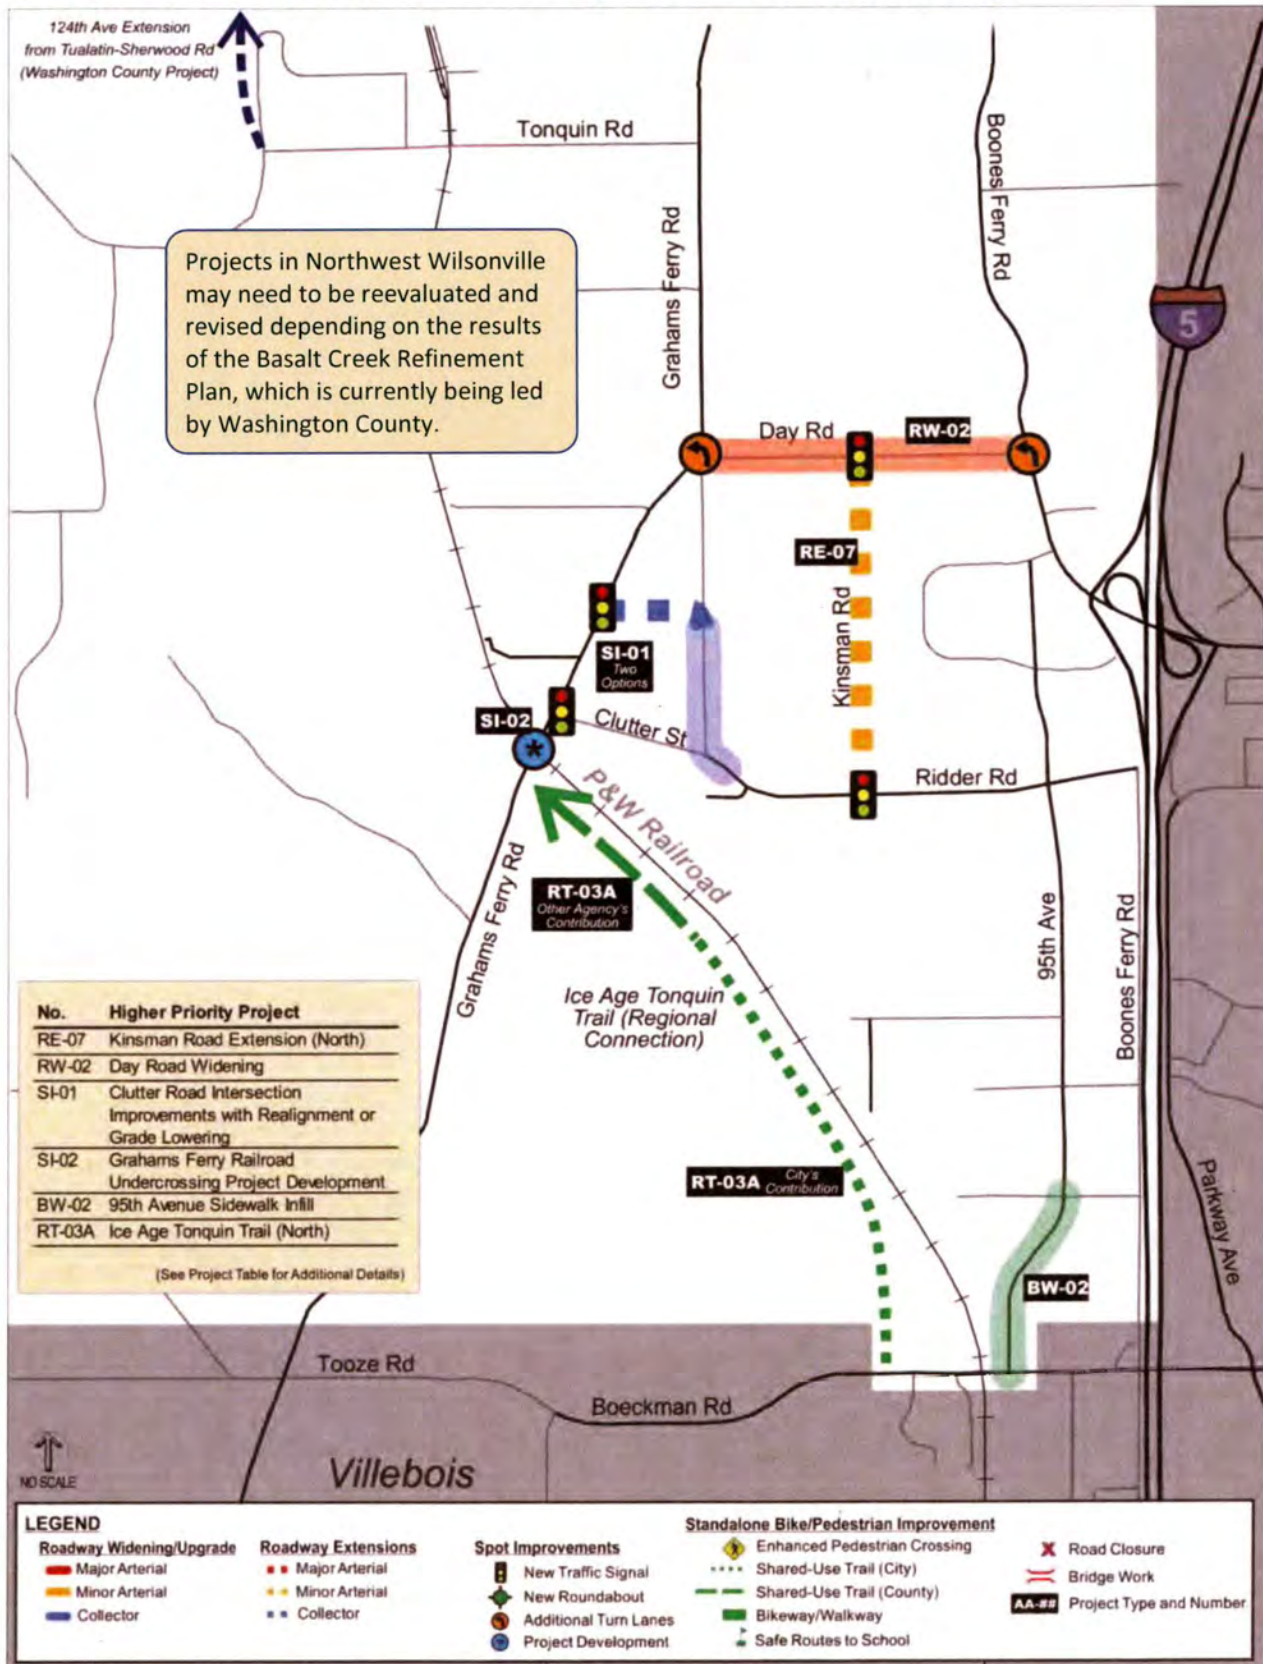 124th Ave Extension
from Tualatin-Sherwood Rd
(Washington County Project)
Tonquin Rd
Boones Ferry Rd
Grahams Ferry Rd
Projects in Northwest Wilsonville
may need to be reevaluated and
revised depending on the results
of the Basalt Creek Refinement
Plan, which is currently being led
by Washington County.
5
Day Rd
RW-02
RE-07
Kinsman Rd
SI-01
Two
Options
SI-02
Clutter St
Ridder Rd
P&W Railroad
RT-03A
Other Agency's
Contribution
Grahams Ferry Rd
95th Ave
Boones Ferry Rd
Ice Age Tonquin
Trail (Regional
Connection)
No. Higher Priority Project
RE-07 Kinsman Road Extension (North)
RW-02 Day Road Widening
SI-01 Clutter Road Intersection
Improvements with Realignment or
Grade Lowering
SI-02 Grahams Ferry Railroad
Undercrossing Project Development
BW-02 95th Avenue Sidewalk Infill
RT-03A Ice Age Tonquin Trail (North)
(See Project Table for Additional Details)
RT-03A City's
Contribution
Parkway Ave
BW-02
Tooze Rd
Boeckman Rd
NO SCALE
Villebois
LEGEND
Roadway Widening/Upgrade
Major Arterial
Minor Arterial
Collector
Roadway Extensions
Major Arterial
Minor Arterial
Collector
Spot Improvements
New Traffic Signal
New Roundabout
Additional Turn Lanes
Project Development
Standalone Bike/Pedestrian Improvement
Enhanced Pedestrian Crossing
Shared-Use Trail (City)
Shared-Use Trail (County)
Bikeway/Walkway
Safe Routes to School
Road Closure
Bridge Work
AA-## Project Type and Number